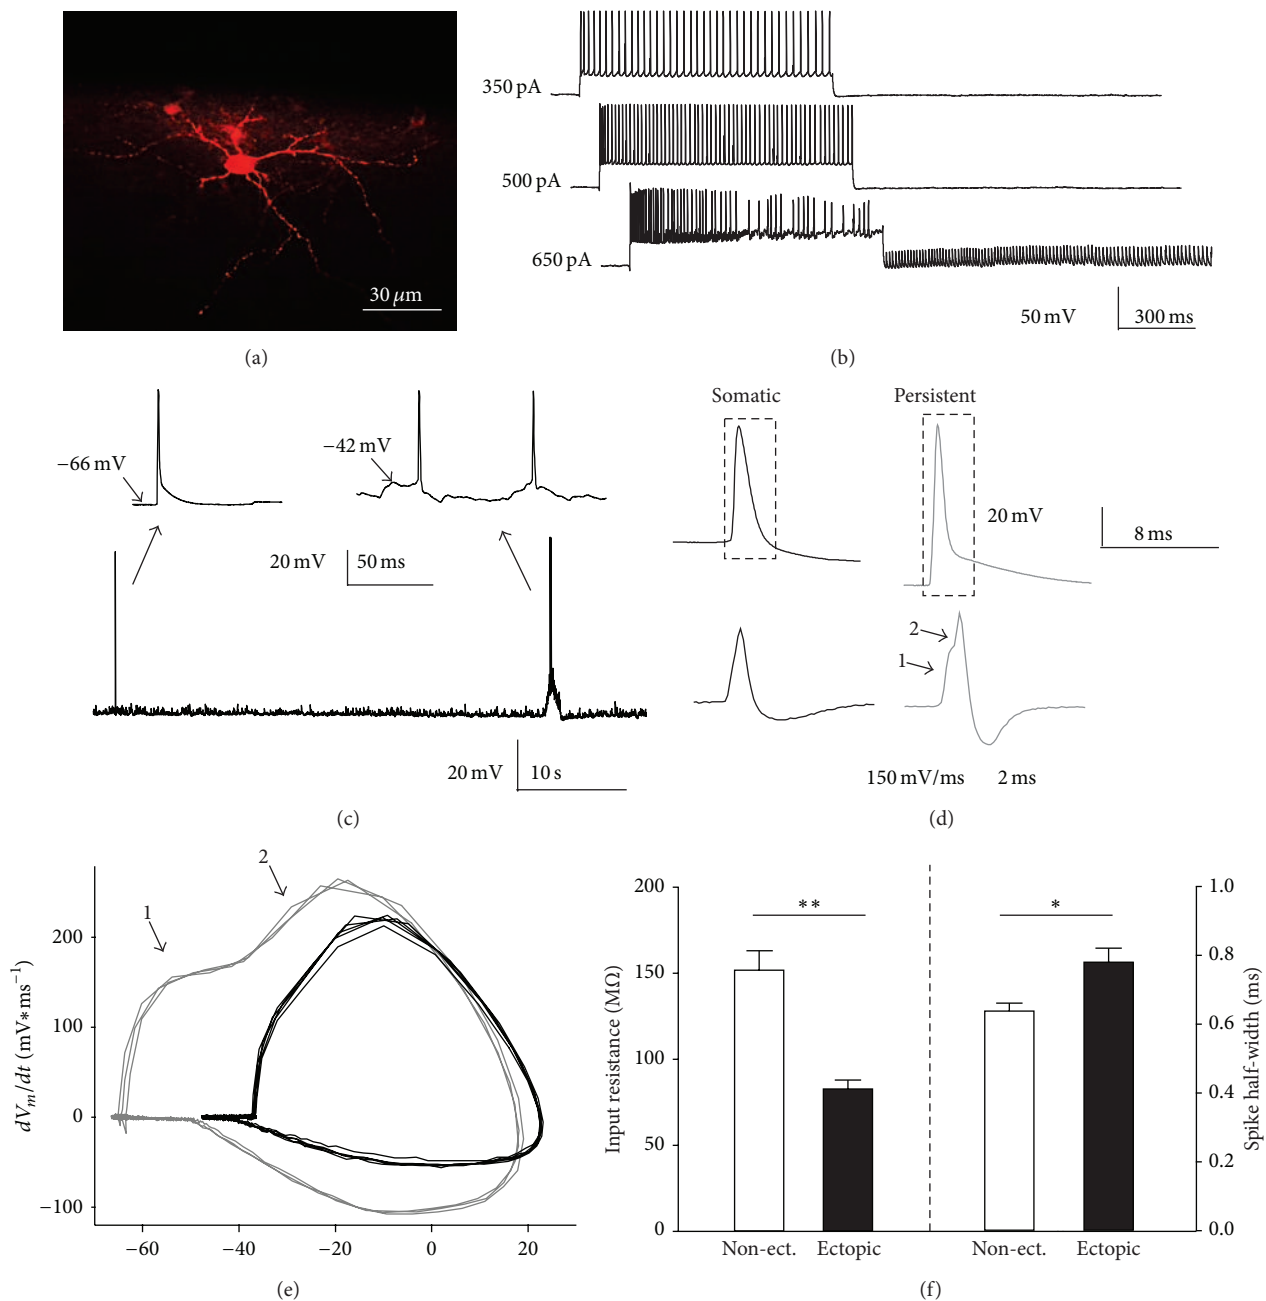 30 μm
(a)
350 pA
500 pA
650 pA
50 mV
300 ms
(b)
−66 mV
−42 mV
20 mV
50 ms
20 mV
10 s
(c)
Somatic
Persistent
20 mV
8 ms
2
1
150 mV/ms
2 ms
(d)
2
1
200
100
0
−100
dVm/dt (mV*ms−1)
−60
−40
−20
0
20
(e)
200
150
100
50
0
Input resistance (MΩ)
**
*
1.0
0.8
0.6
0.4
0.2
0.0
Spike half-width (ms)
Non-ect.
Ectopic
Non-ect.
Ectopic
(f)